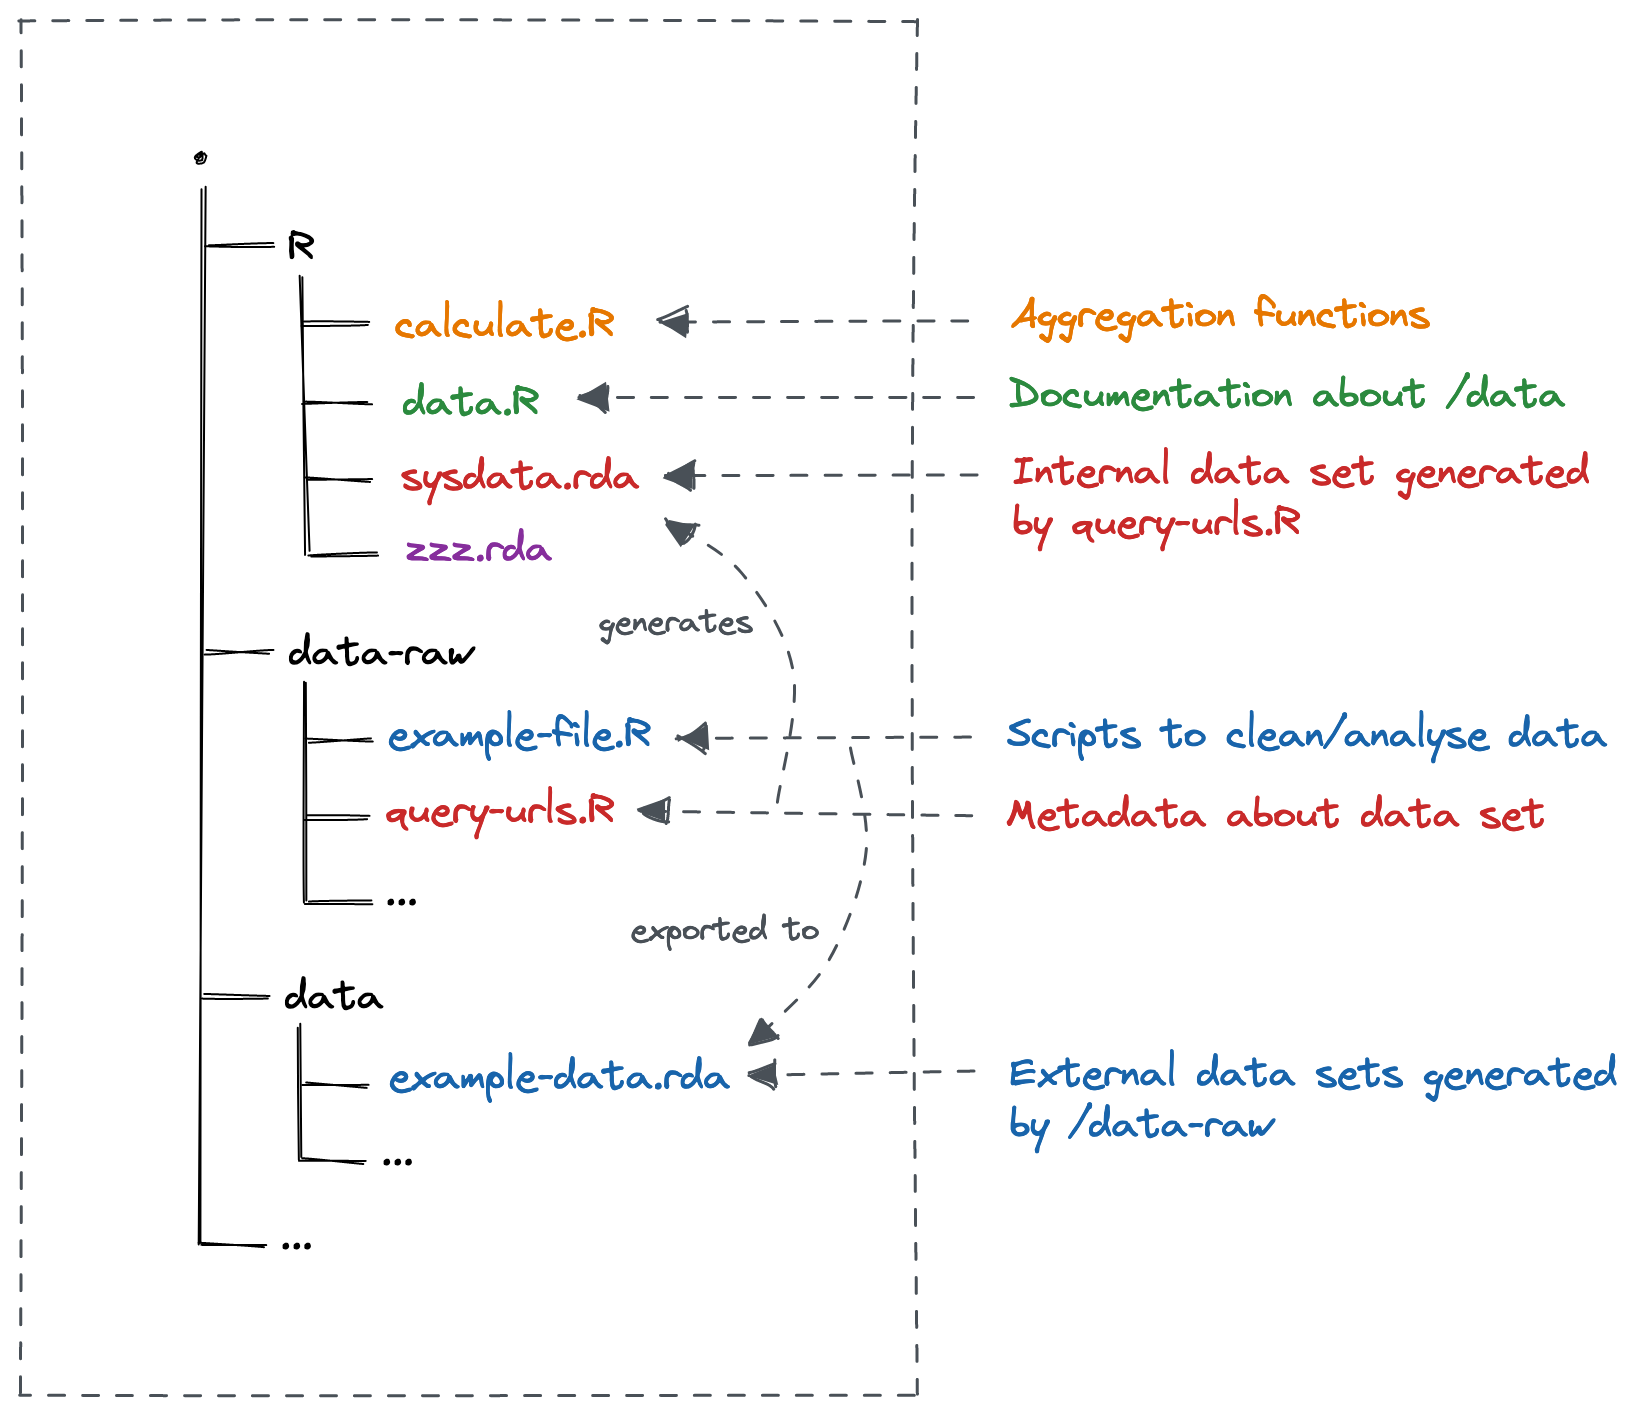 R
calculate.R
Aggregation functions
data.R
Documentation about /data
sysdata.rda
Internal data set generated
by query-urls.R
zzz.rda
generates
data-raw
example-file.R
Scripts to clean/analyse data
query-urls.R
Metadata about data set
...
exported to
data
example-data.rda
External data sets generated
by /data-raw
...
...